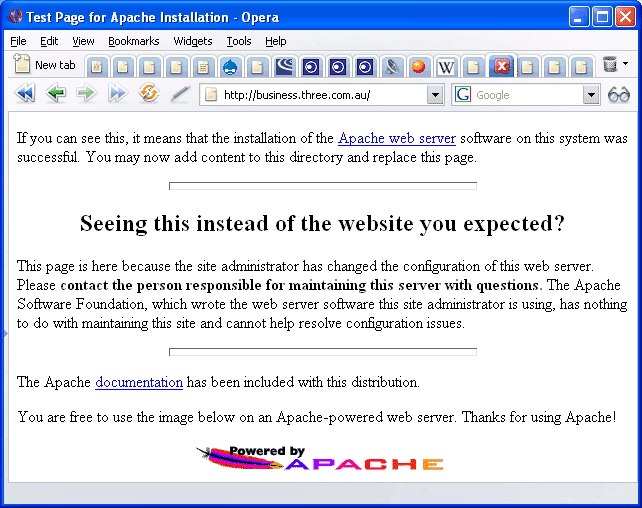 Test Page for Apache Installation - Opera
File Edit View Bookmarks Widgets Tools Help
New tab
W
http://business.three.com.au/
G Google
If you can see this, it means that the installation of the Apache web server software on this system was
successful. You may now add content to this directory and replace this page.
Seeing this instead of the website you expected?
This page is here because the site administrator has changed the configuration of this web server.
Please contact the person responsible for maintaining this server with questions. The Apache
Software Foundation, which wrote the web server software this site administrator is using, has nothing
to do with maintaining this site and cannot help resolve configuration issues.
The Apache documentation has been included with this distribution.
You are free to use the image below on an Apache-powered web server. Thanks for using Apache!
Powered by
APACHE